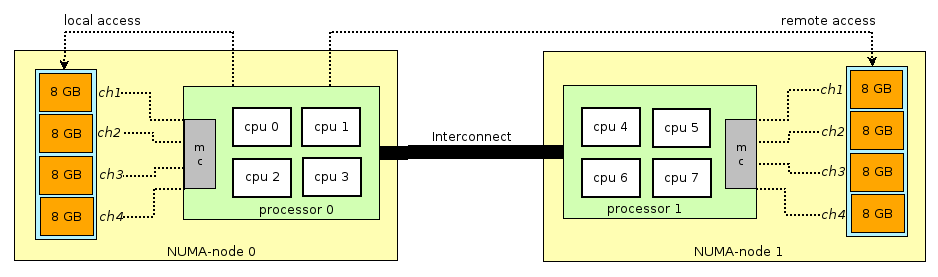 local access
remote access
8 GB
ch1
8 GB
ch2
8 GB
ch3
8 GB
ch4
m
c
cpu 0
cpu 1
cpu 2
cpu 3
processor 0
NUMA-node 0
Interconnect
cpu 4
cpu 5
cpu 6
cpu 7
processor 1
m
c
ch1
8 GB
ch2
8 GB
ch3
8 GB
ch4
8 GB
NUMA-node 1